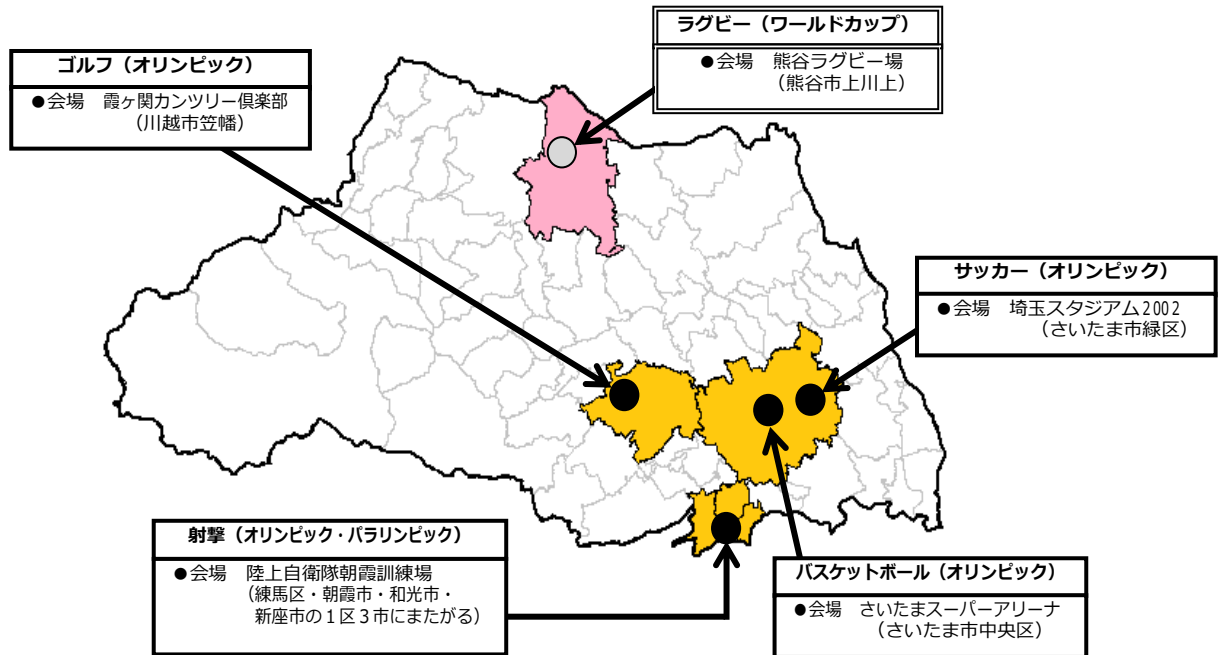 ラグビー（ワールドカップ）
●会場　熊谷ラグビー場
（熊谷市上川上）
ゴルフ（オリンピック）
●会場　霞ヶ関カンツリー倶楽部
（川越市笠幡）
サッカー（オリンピック）
●会場　埼玉スタジアム2002
（さいたま市緑区）
射撃（オリンピック・パラリンピック）
●会場　陸上自衛隊朝霞訓練場
（練馬区・朝霞市・和光市・
新座市の１区３市にまたがる）
バスケットボール（オリンピック）
●会場　さいたまスーパーアリーナ
（さいたま市中央区）